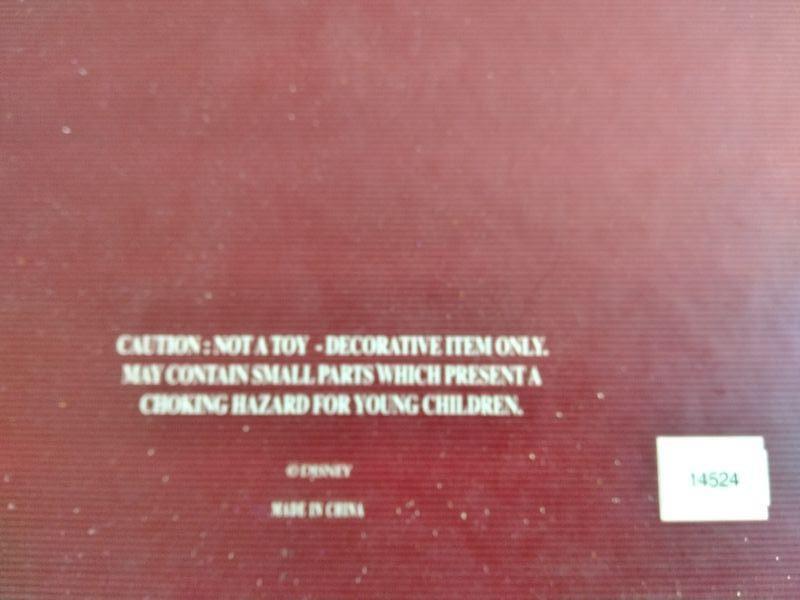 CAUTION : NOT A TOY - DECORATIVE ITEM ONLY.
MAY CONTAIN SMALL PARTS WHICH PRESENT A
CHOKING HAZARD FOR YOUNG CHILDREN.
© DISNEY
MADE IN CHINA
14524